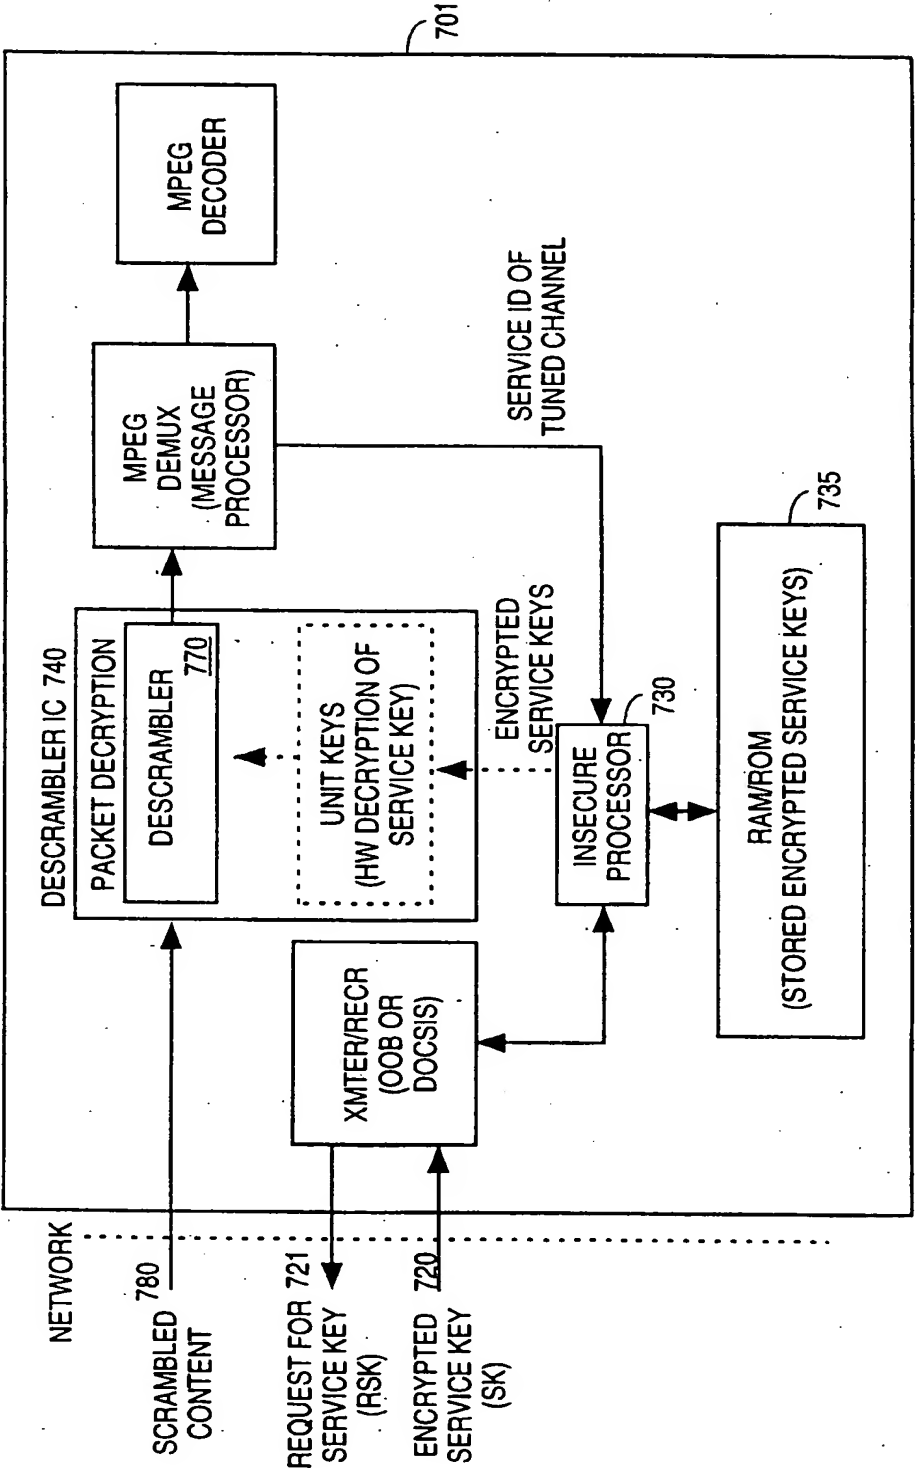 NETWORK
SCRAMBLED
CONTENT
780
REQUEST FOR
SERVICE KEY
(RSK)
721
ENCRYPTED
SERVICE KEY
(SK)
720
DESCRAMBLER IC 740
PACKET DECRYPTION
DESCRAMBLER
770
UNIT KEYS
(HW DECRYPTION OF
SERVICE KEY)
XMTER/RECR
(OOB OR
DOCSIS)
ENCRYPTED
SERVICE KEYS
INSECURE
PROCESSOR
730
RAM/ROM
(STORED ENCRYPTED SERVICE KEYS)
735
MPEG
DEMUX
(MESSAGE
PROCESSOR)
MPEG
DECODER
SERVICE ID OF
TUNED CHANNEL
701